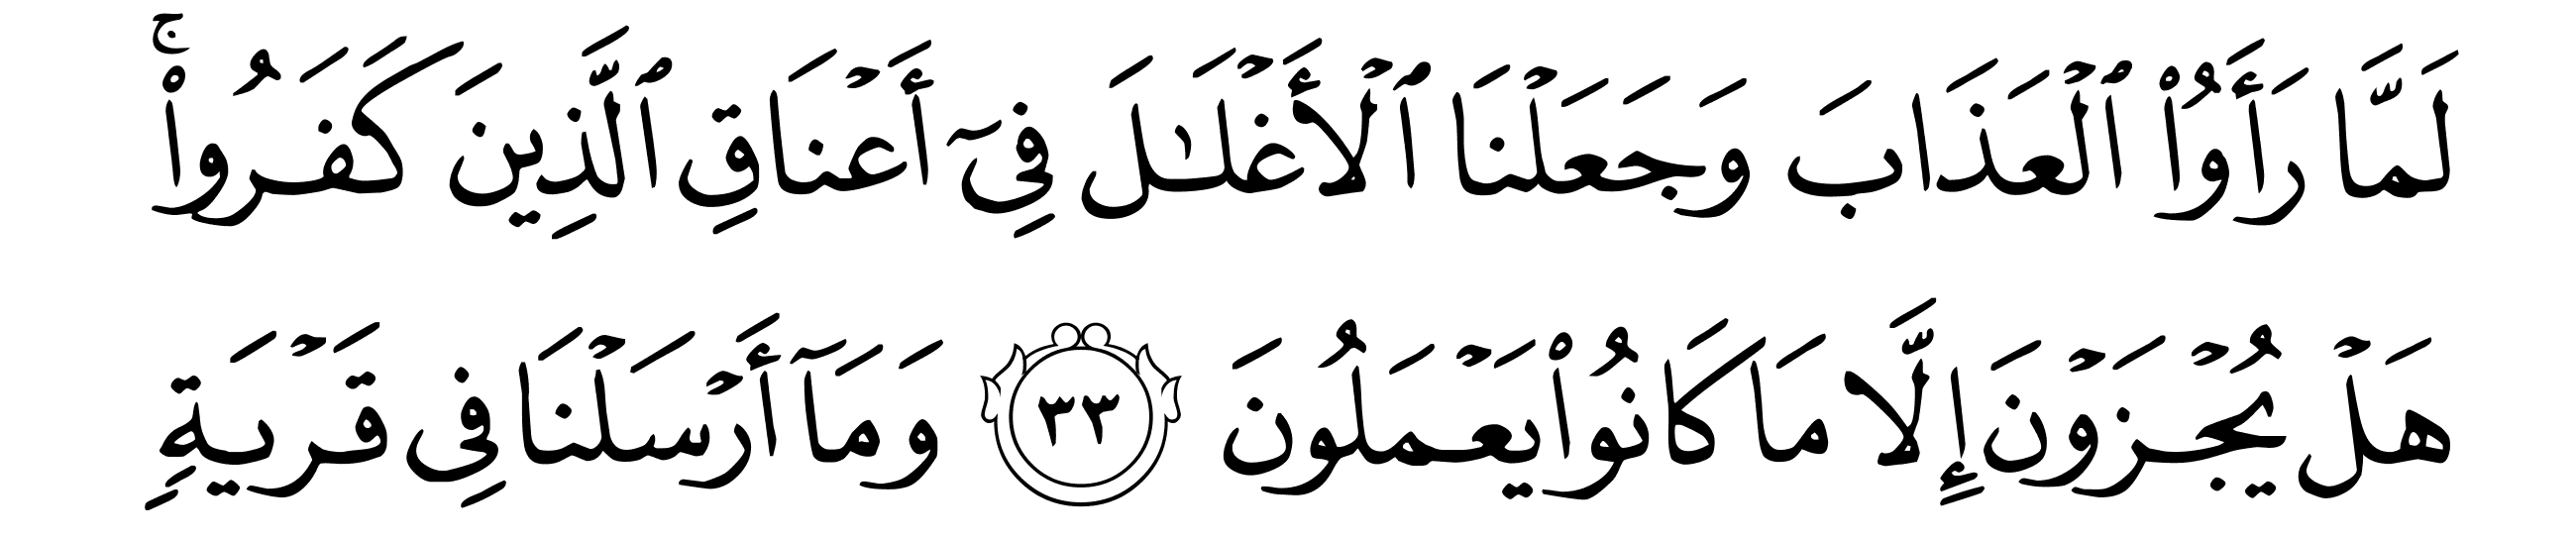 لَمَّا رَأَوُا۟ ٱلْعَذَابَ وَجَعَلْنَا ٱلْأَغْلَـٰلَ فِىٓ أَعْنَاقِ ٱلَّذِينَ كَفَرُوا۟ ۚ
هَلْ يُجْزَوْنَ إِلَّا مَا كَانُوا۟ يَعْمَلُونَ ٣٣ وَمَآ أَرْسَلْنَا فِى قَرْيَةٍ